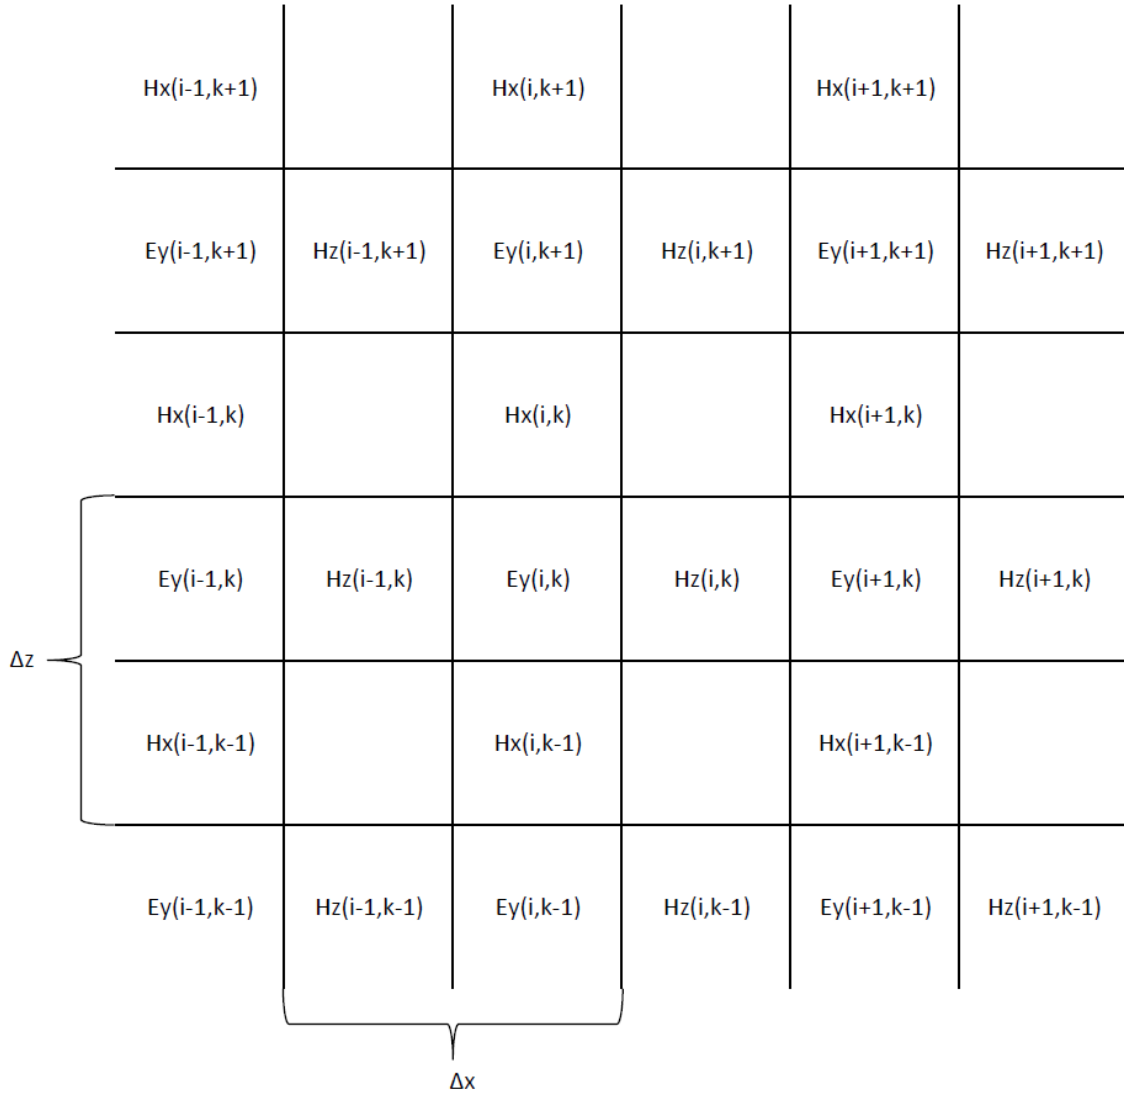 Hx(i-1,k+1) Hx(i,k+1) Hx(i+1,k+1)
Ey(i-1,k+1) Hz(i-1,k+1) Ey(i,k+1) Hz(i,k+1) Ey(i+1,k+1) Hz(i+1,k+1)
Hx(i-1,k) Hx(i,k) Hx(i+1,k)
Ey(i-1,k) Hz(i-1,k) Ey(i,k) Hz(i,k) Ey(i+1,k) Hz(i+1,k)
Δz
Hx(i-1,k-1) Hx(i,k-1) Hx(i+1,k-1)
Ey(i-1,k-1) Hz(i-1,k-1) Ey(i,k-1) Hz(i,k-1) Ey(i+1,k-1) Hz(i+1,k-1)
Δx